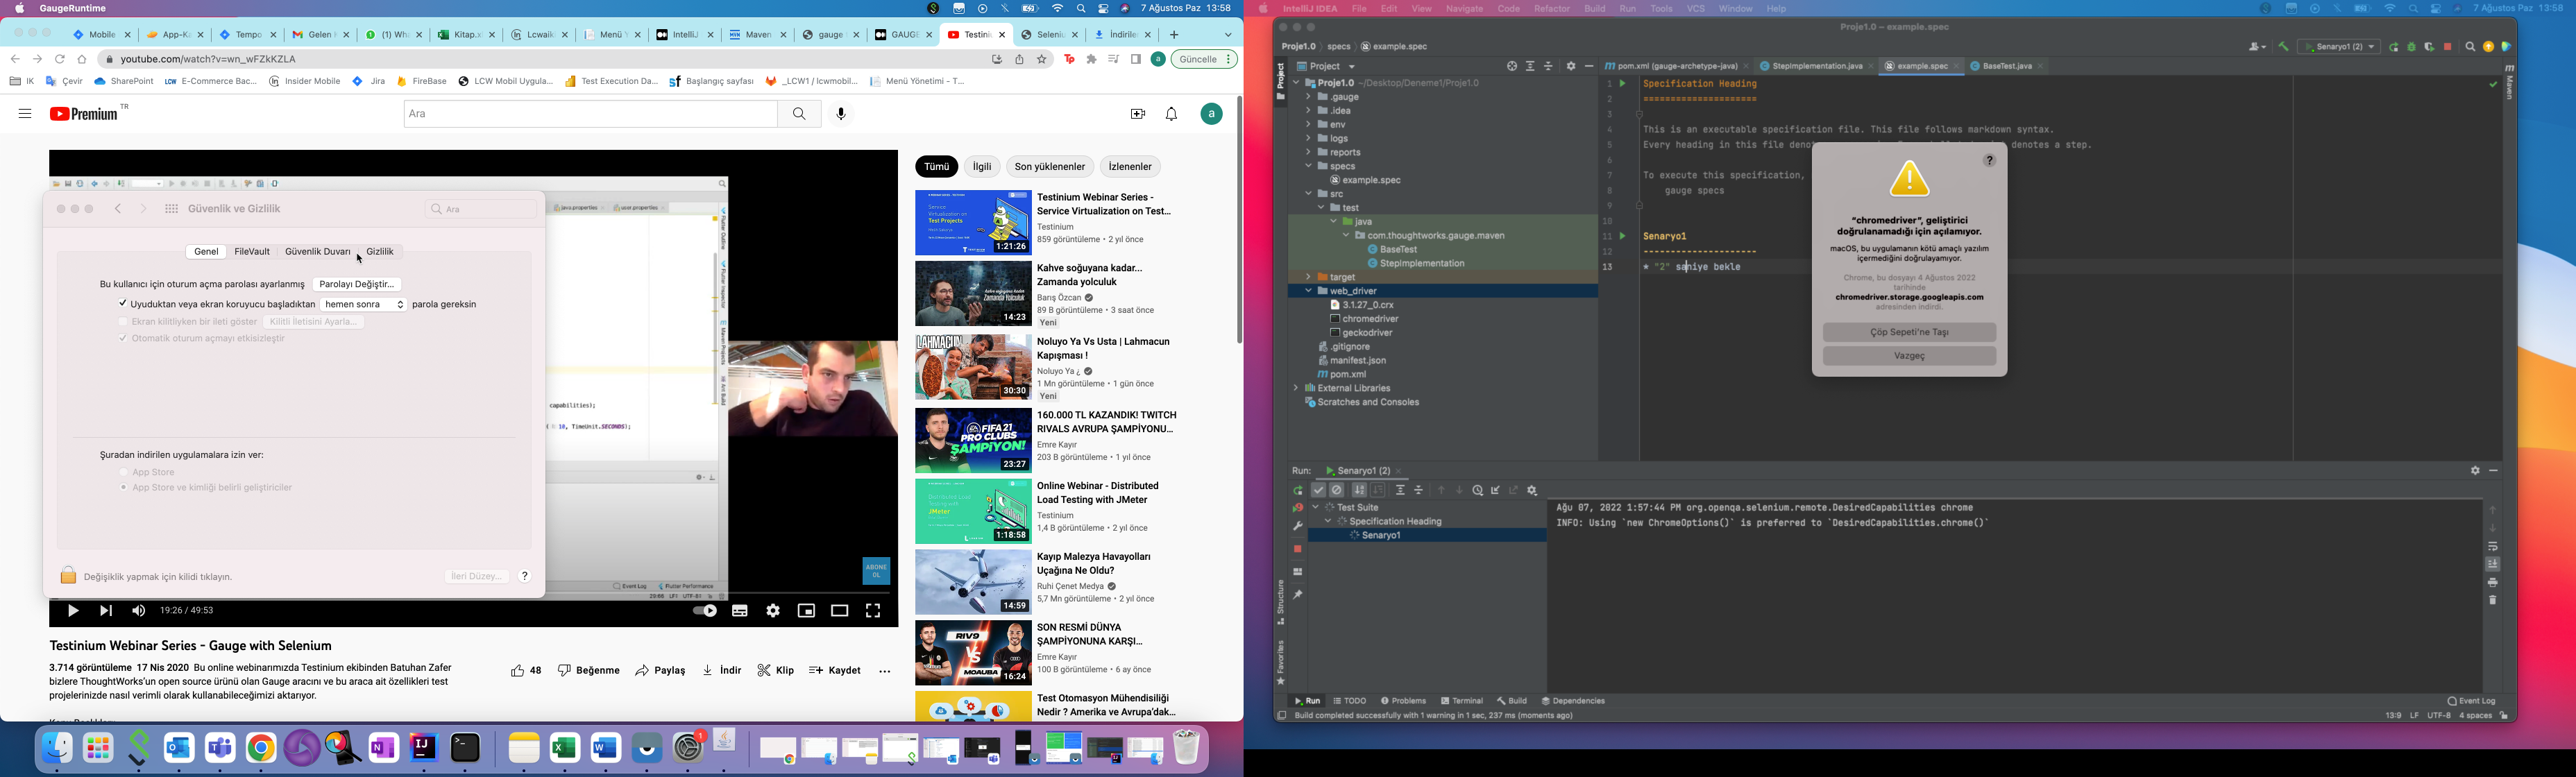 GaugeRuntime
7 Ağustos Paz 13:58
Mobile
App-Ka
Tempo
Gelen
(1) Wha
Kitap.x
Lcwaik
Menü Y
IntelliJ
Maven
gauge
GAUGE
Testini
Seleniu
İndirile
youtube.com/watch?v=wn_wFZkKZLA
Güncelle
IK
Çevir
SharePoint
LCW E-Commerce Bac...
Insider Mobile
Jira
FireBase
LCW Mobil Uygula...
Test Execution Da...
Başlangıç sayfası
_LCW1 / lcwmobil...
Menü Yönetimi - T...
Premium TR
Ara
a
Güvenlik ve Gizlilik
Ara
Genel
FileVault
Güvenlik Duvarı
Gizlilik
Bu kullanıcı için oturum açma parolası ayarlanmış Parolayı Değiştir...
Uyuduktan veya ekran koruyucu başladıktan hemen sonra parola gereksin
Ekran kilitliyken bir ileti göster Kilitli İletisini Ayarla...
Otomatik oturum açmayı etkisizleştir
Şuradan indirilen uygulamalara izin ver:
App Store
App Store ve kimliği belirli geliştiriciler
Değişiklik yapmak için kilidi tıklayın.
İleri Düzey...
?
java.properties
user.properties
capabilities);
10, TimeUnit.SECONDS);
Event Log
Flutter Performance
ABONE
OL
19:26 / 49:53
Testinium Webinar Series - Gauge with Selenium
3.714 görüntüleme 17 Nis 2020 Bu online webinarımızda Testinium ekibinden Batuhan Zafer
bizlere ThoughtWorks'un open source ürünü olan Gauge aracını ve bu araca ait özellikleri test
projelerinizde nasıl verimli olarak kullanabileceğimizi aktarıyor.
48
Beğenme
Paylaş
İndir
Klip
Kaydet
Tümü
İlgili
Son yüklenenler
İzlenenler
Testinium Webinar Series -
Service Virtualization on Test...
Testinium
859 görüntüleme • 2 yıl önce
1:21:26
Kahve soğuyana kadar...
Zamanda yolculuk
Barış Özcan
89 B görüntüleme • 3 saat önce
Yeni
14:23
Noluyo Ya Vs Usta | Lahmacun
Kapışması !
Noluyo Ya ¿
1 Mn görüntüleme • 1 gün önce
Yeni
LAHMACUN
30:30
160.000 TL KAZANDIK! TWITCH
RIVALS AVRUPA ŞAMPİYONU...
Emre Kayır
203 B görüntüleme • 1 yıl önce
FIFA 21
PRO CLUBS
ŞAMPİYON!
23:27
Online Webinar - Distributed
Load Testing with JMeter
Testinium
1,4 B görüntüleme • 2 yıl önce
1:18:58
Kayıp Malezya Havayolları
Uçağına Ne Oldu?
Ruhi Çenet Medya
5,7 Mn görüntüleme • 2 yıl önce
14:59
SON RESMİ DÜNYA
ŞAMPİYONUNA KARŞI...
Emre Kayır
100 B görüntüleme • 6 ay önce
RIV9
VS
MOAUBA
16:24
Test Otomasyon Mühendisiliği
Nedir ? Amerika ve Avrupa'dak...
IntelliJ IDEA File Edit View Navigate Code Refactor Build Run Tools VCS Window Help
7 Ağustos Paz 13:58
Proje1.0 – example.spec
Proje1.0 specs example.spec
Senaryo1 (2)
Project
pom.xml (gauge-archetype-java)
StepImplementation.java
example.spec
BaseTest.java
Proje1.0 ~/Desktop/Deneme1/Proje1.0
.gauge
.idea
env
logs
reports
specs
example.spec
src
test
java
com.thoughtworks.gauge.maven
BaseTest
StepImplementation
target
web_driver
3.1.27_0.crx
chromedriver
geckodriver
.gitignore
manifest.json
pom.xml
External Libraries
Scratches and Consoles
1 Specification Heading
2 =====================
3
4 This is an executable specification file. This file follows markdown syntax.
5 Every heading in this file deno denotes a step.
6
7 To execute this specification,
8 gauge specs
9
10
11 Senaryo1
12 ---------------------
13 * "2" saniye bekle
?
"chromedriver", geliştirici
doğrulanamadığı için açılamıyor.
macOS, bu uygulamanın kötü amaçlı yazılım
içermediğini doğrulayamıyor.
Chrome, bu dosyayı 4 Ağustos 2022
tarihinde
chromedriver.storage.googleapis.com
adresinden indirdi.
Çöp Sepeti'ne Taşı
Vazgeç
Maven
Structure
Favorites
Run: Senaryo1 (2)
Test Suite
Specification Heading
Senaryo1
Ağu 07, 2022 1:57:44 PM org.openqa.selenium.remote.DesiredCapabilities chrome
INFO: Using `new ChromeOptions()` is preferred to `DesiredCapabilities.chrome()`
Run
TODO
Problems
Terminal
Build
Dependencies
Event Log
Build completed successfully with 1 warning in 1 sec, 237 ms (moments ago)
13:9 LF UTF-8 4 spaces